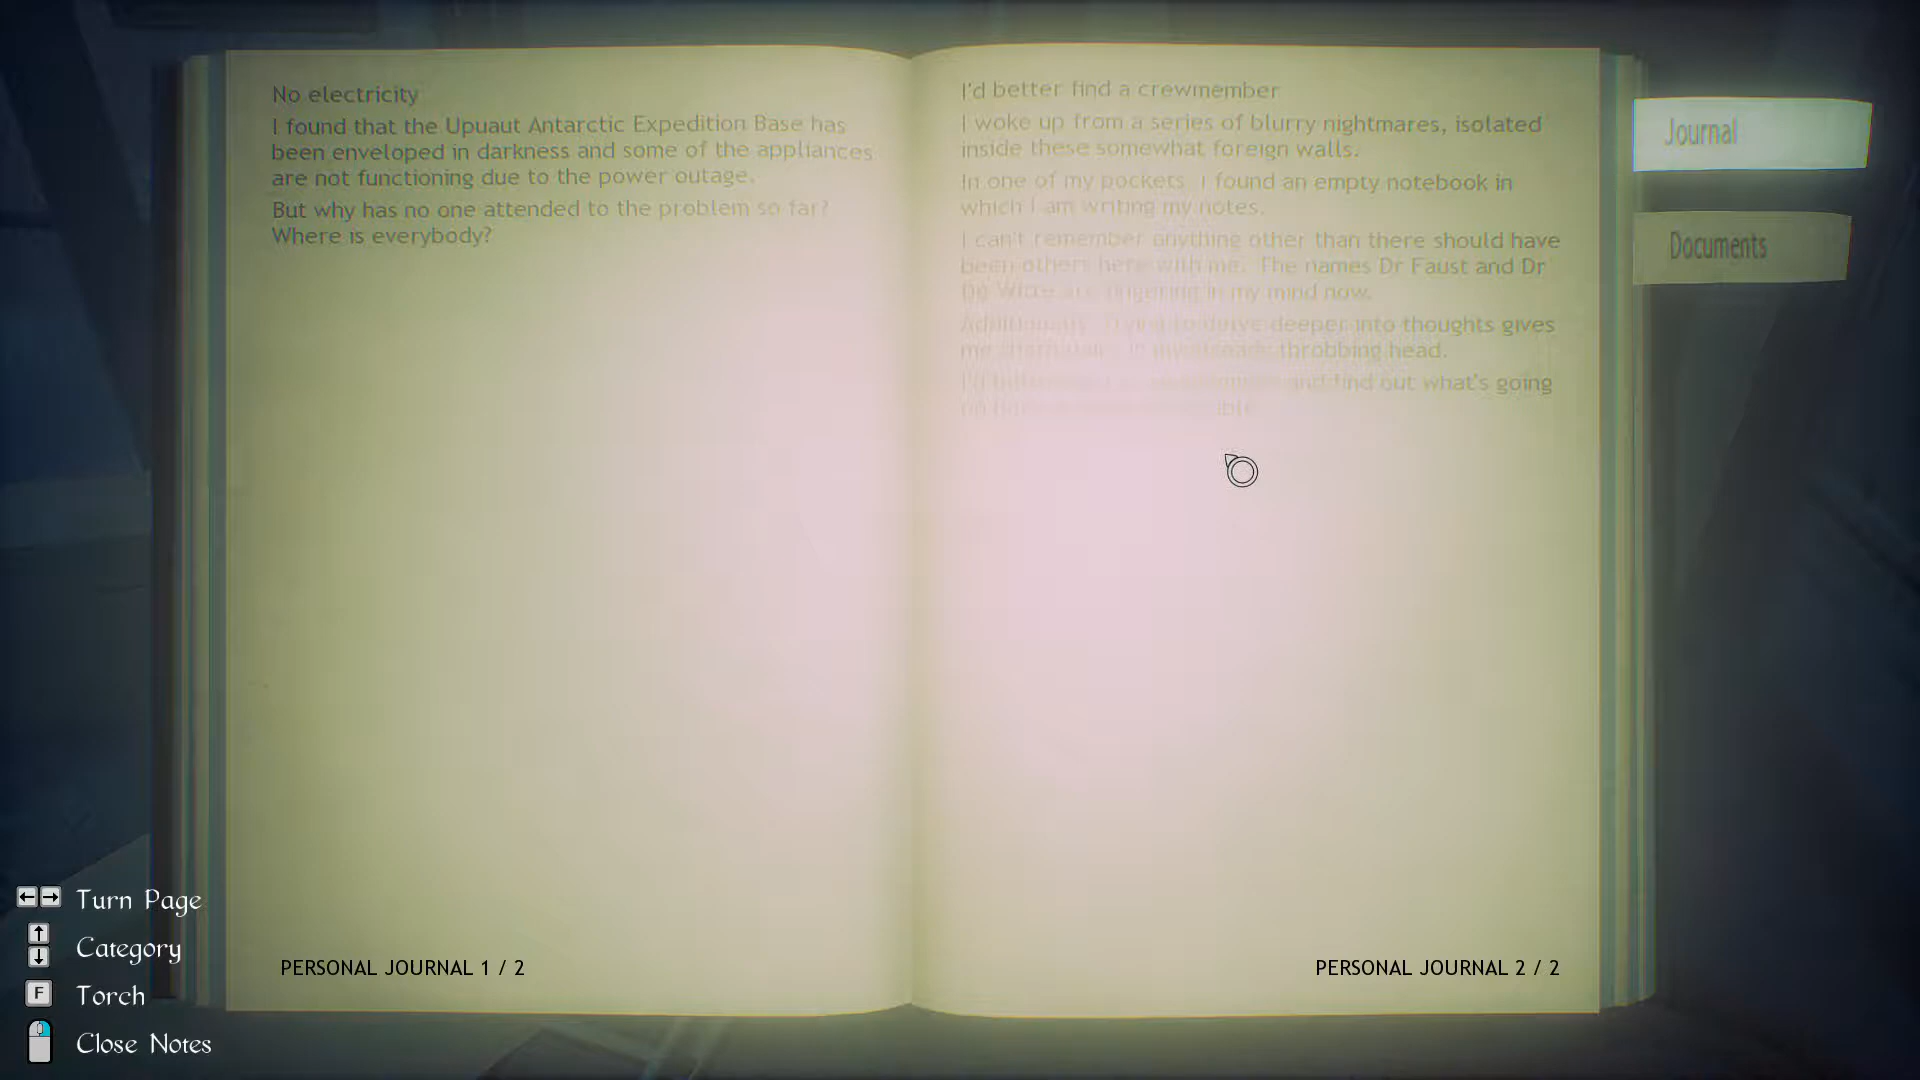 No electricity
I found that the Upuaut Antarctic Expedition Base has
been enveloped in darkness and some of the appliances
are not functioning due to the power outage.
But why has no one attended to the problem so far?
Where is everybody?
PERSONAL JOURNAL 1 / 2
I'd better find a crewmember
I woke up from a series of blurry nightmares, isolated
inside these somewhat foreign walls.
In one of my pockets I found an empty notebook in
which I am writing my notes.
I can't remember anything other than there should have
been others here with me. The names Dr Faust and Dr
De Witte are lingering in my mind now.
deeper into thoughts gives
throbbing head.
and find out what's going
PERSONAL JOURNAL 2 / 2
Journal
Documents
Turn Page
Category
F Torch
Close Notes